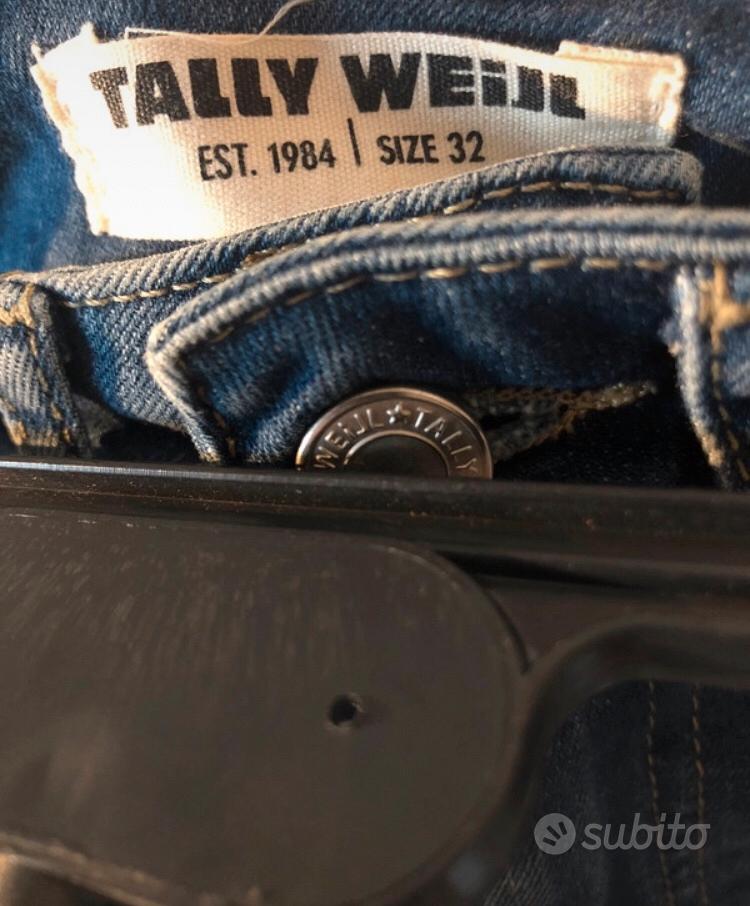 TALLY WEiJL
EST. 1984 | SIZE 32
WEIJL★TALLY
subito